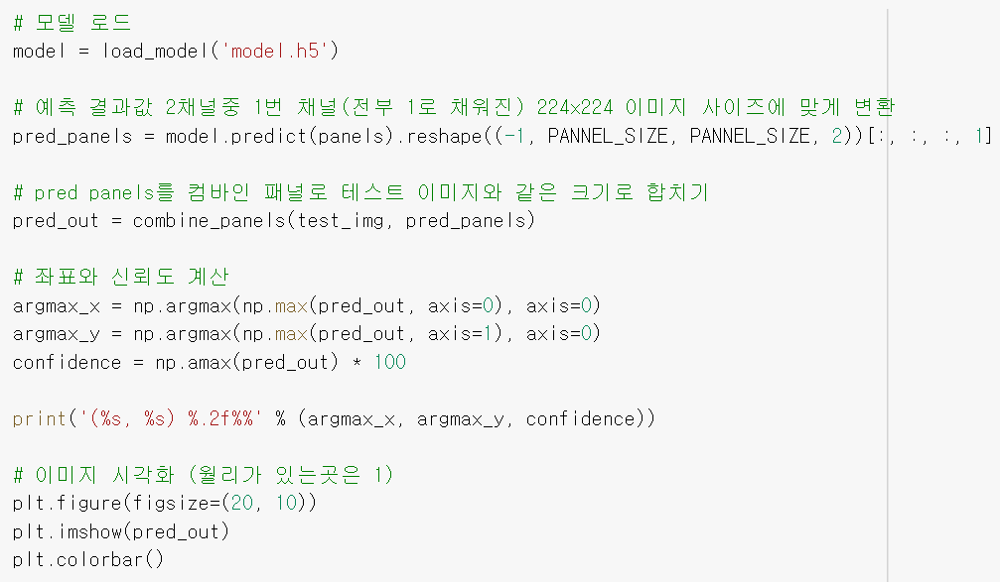 # 모델 로드
model = load_model('model.h5')
# 예측 결과값 2채널중 1번 채널(전부 1로 채워진) 224x224 이미지 사이즈에 맞게 변환
pred_panels = model.predict(panels).reshape((-1, PANNEL_SIZE, PANNEL_SIZE, 2))[:, :, :, 1]
# pred panels를 컴바인 패널로 테스트 이미지와 같은 크기로 합치기
pred_out = combine_panels(test_img, pred_panels)
# 좌표와 신뢰도 계산
argmax_x = np.argmax(np.max(pred_out, axis=0), axis=0)
argmax_y = np.argmax(np.max(pred_out, axis=1), axis=0)
confidence = np.amax(pred_out) * 100
print('(%s, %s) %.2f%%' % (argmax_x, argmax_y, confidence))
# 이미지 시각화 (월리가 있는곳은 1)
plt.figure(figsize=(20, 10))
plt.imshow(pred_out)
plt.colorbar()